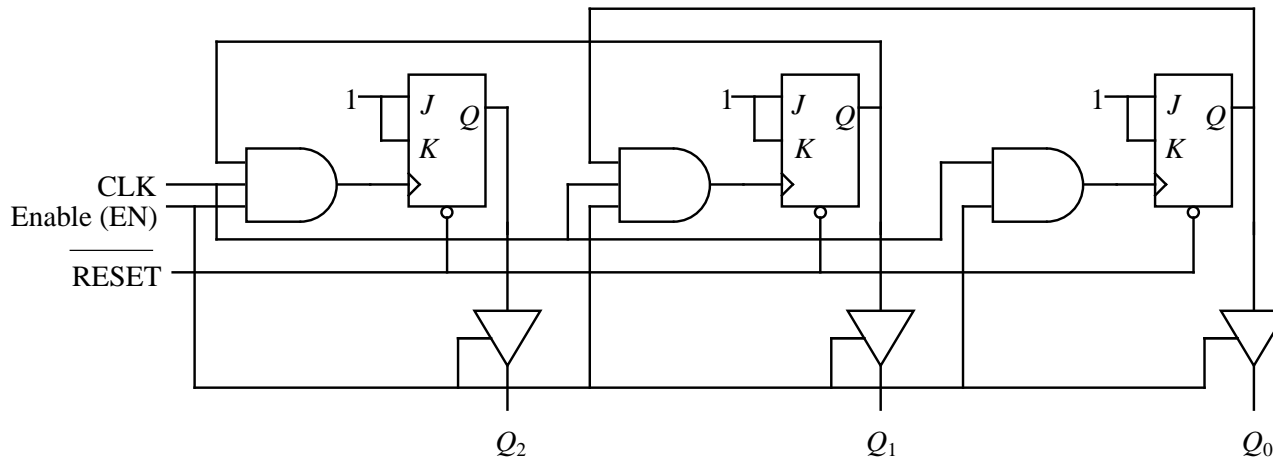 1 J Q K
1 J Q K
1 J Q K
CLK
Enable (EN)
RESET
Q2 Q1 Q0